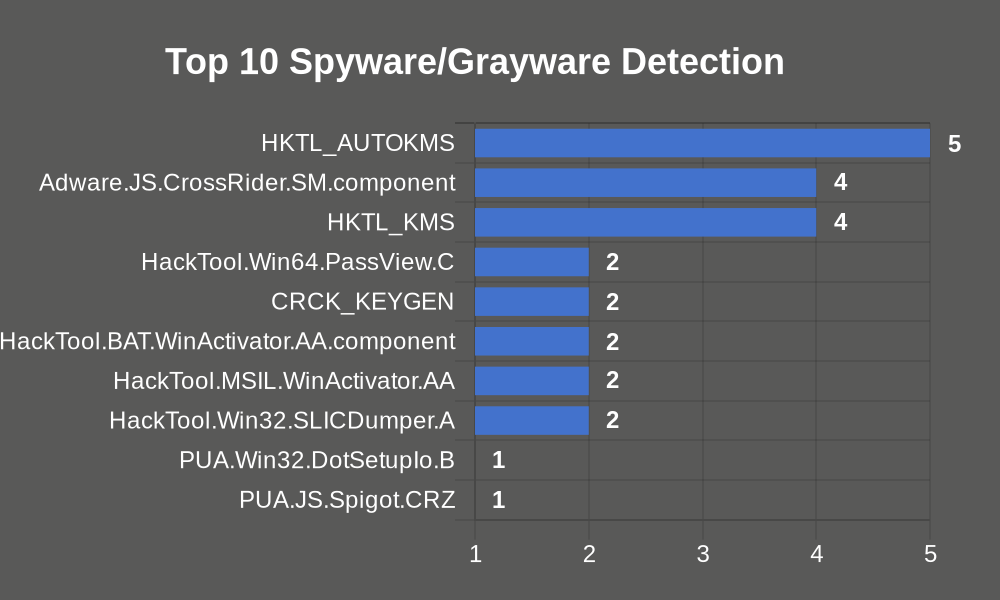 Top 10 Spyware/Grayware Detection
HKTL_AUTOKMS 5
Adware.JS.CrossRider.SM.component 4
HKTL_KMS 4
HackTool.Win64.PassView.C 2
CRCK_KEYGEN 2
HackTool.BAT.WinActivator.AA.component 2
HackTool.MSIL.WinActivator.AA 2
HackTool.Win32.SLICDumper.A 2
PUA.Win32.DotSetupIo.B 1
PUA.JS.Spigot.CRZ 1
1 2 3 4 5